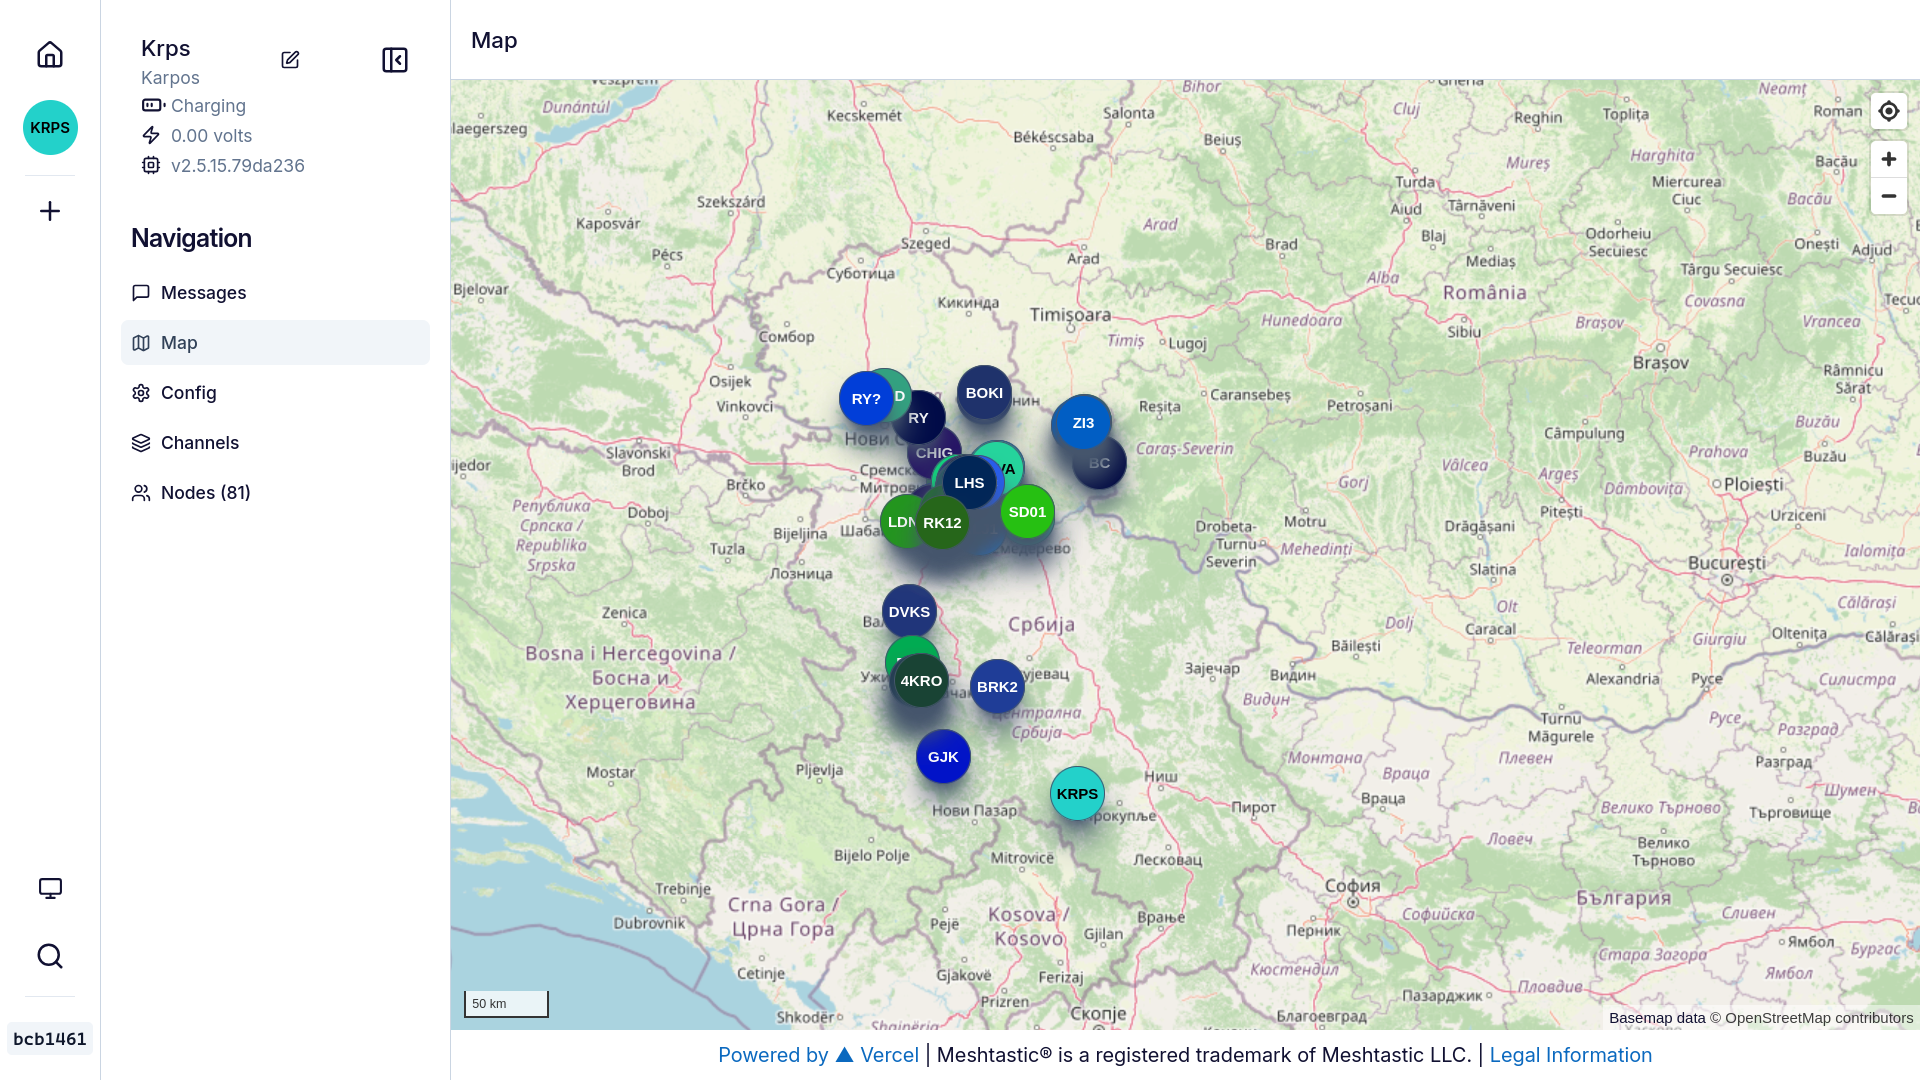 Krps
Karpos
Charging
0.00 volts
v2.5.15.79da236
KRPS
Navigation
Messages
Map
Config
Channels
Nodes (81)
bcb1461
Map
Dunántúl
Kecskemét
Békéscsaba
Salonta
Bihor
Beiuș
Cluj
Reghin
Toplița
Neamț
Roman
Bacău
Turda
Aiud
Târnăveni
Mureș
Harghita
Miercurea
Ciuc
Bacău
Kaposvár
Szekszárd
Pécs
Szeged
Arad
Arad
Brad
Blaj
Mediaș
Odorheiu
Secuiesc
Onești
Adjud
Târgu Secuiesc
Суботица
Bjelovar
Кикинда
Timișoara
Alba
România
Covasna
Hunedoara
Sibiu
Brașov
Vrancea
Сомбор
Timiș
Lugoj
Brașov
Osijek
Vinkovci
Reșița
Caransebeș
Petroșani
Râmnicu
Sărat
Buzău
RY?
D
RY
BOKI
ZI3
BC
CHIG
VA
LHS
LDN
RK12
SD01
Caraș-Severin
Câmpulung
Prahova
Vâlcea
Argeș
Buzău
Slavonski
Brod
Brčko
Gorj
Dâmbovița
Ploiești
Република
Српска /
Republika
Srpska
Doboj
Bijeljina
Tuzla
Лозница
Drobeta-
Turnu
Severin
Motru
Mehedinți
Drăgășani
Pitești
Urziceni
Ialomița
Slatina
București
Zenica
DVKS
Србија
Olt
Dolj
Caracal
Teleorman
Giurgiu
Călărași
Oltenița
Bosna i Hercegovina /
Босна и
Херцеговина
4KRO
BRK2
Зајечар
Băilești
Видин
Видин
Alexandria
Русе
Силистра
Централна
Србија
Turnu
Măgurele
Русе
Разград
Разград
Mostar
Pljevlja
GJK
KRPS
Ниш
Монтана
Враца
Враца
Плевен
Велико Търново
Търговище
Шумен
Нови Пазар
Пирот
Ловеч
Велико
Търново
Bijelo Polje
Mitrovicë
Лесковац
Trebinje
Dubrovnik
Crna Gora /
Црна Гора
Pejë
Kosova /
Kosovo
Gjilan
Врање
София
Софийска
България
Сливен
Перник
Ямбол
Бургас
Cetinje
Gjakovë
Ferizaj
Кюстендил
Стара Загора
Ямбол
Пловдив
Пазарджик
Shkodër
Prizren
Скопје
Благоевград
50 km
Basemap data © OpenStreetMap contributors
Powered by ▲ Vercel | Meshtastic® is a registered trademark of Meshtastic LLC. | Legal Information